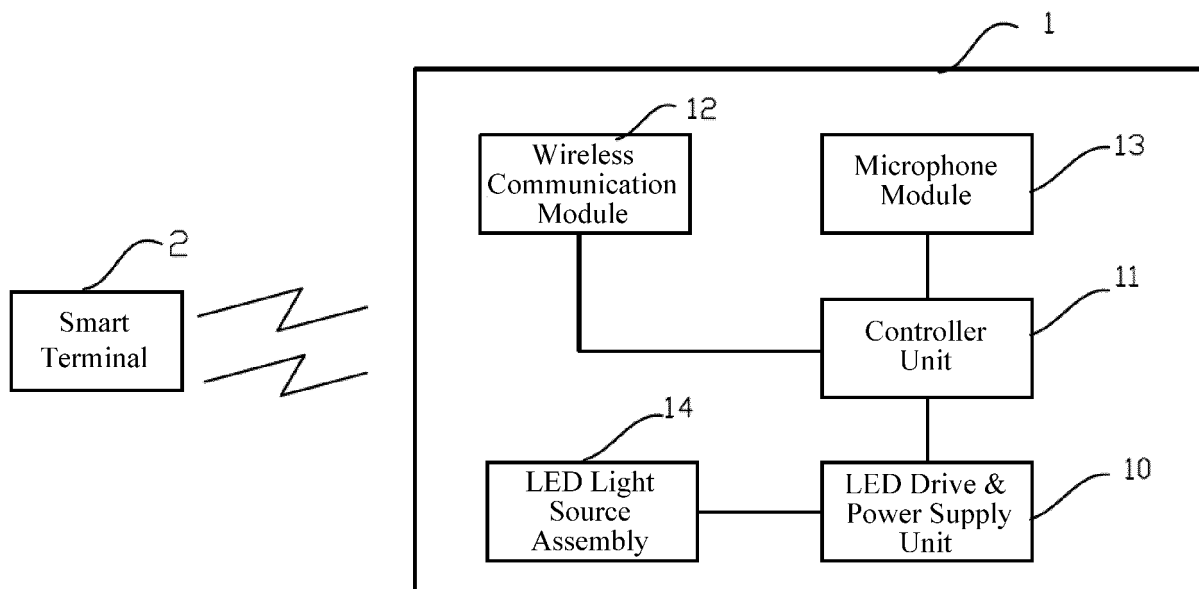 1
12
Wireless
Communication
Module
13
Microphone
Module
2
Smart
Terminal
11
Controller
Unit
14
LED Light
Source
Assembly
10
LED Drive &
Power Supply
Unit